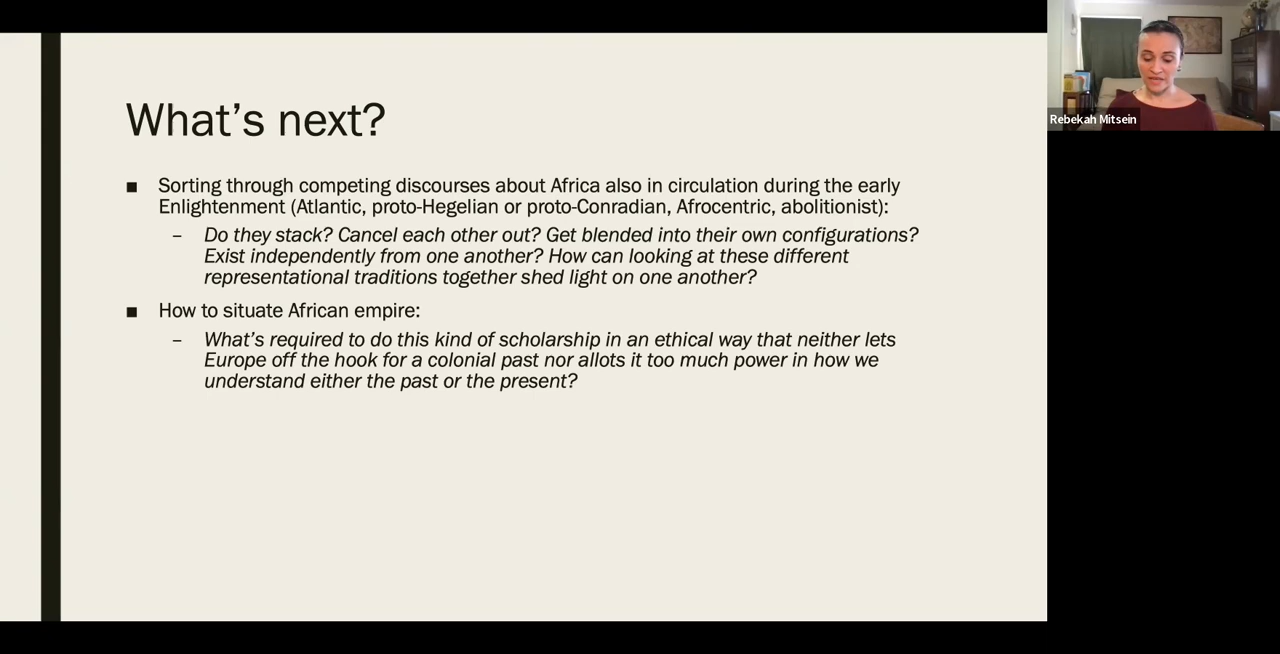 What's next?
■ Sorting through competing discourses about Africa also in circulation during the early
Enlightenment (Atlantic, proto-Hegelian or proto-Conradian, Afrocentric, abolitionist):
– Do they stack? Cancel each other out? Get blended into their own configurations?
Exist independently from one another? How can looking at these different
representational traditions together shed light on one another?
■ How to situate African empire:
– What's required to do this kind of scholarship in an ethical way that neither lets
Europe off the hook for a colonial past nor allots it too much power in how we
understand either the past or the present?
Rebekah Mitsein